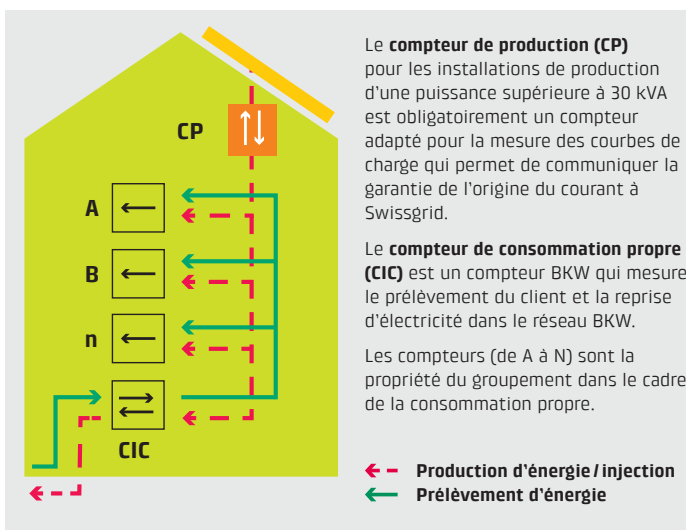 CP
A
B
n
CIC
Le compteur de production (CP)
pour les installations de production
d'une puissance supérieure à 30 kVA
est obligatoirement un compteur
adapté pour la mesure des courbes de
charge qui permet de communiquer la
garantie de l'origine du courant à
Swissgrid.
Le compteur de consommation propre
(CIC) est un compteur BKW qui mesure
le prélèvement du client et la reprise
d'électricité dans le réseau BKW.
Les compteurs (de A à N) sont la
propriété du groupement dans le cadre
de la consommation propre.
Production d'énergie / injection
Prélèvement d'énergie